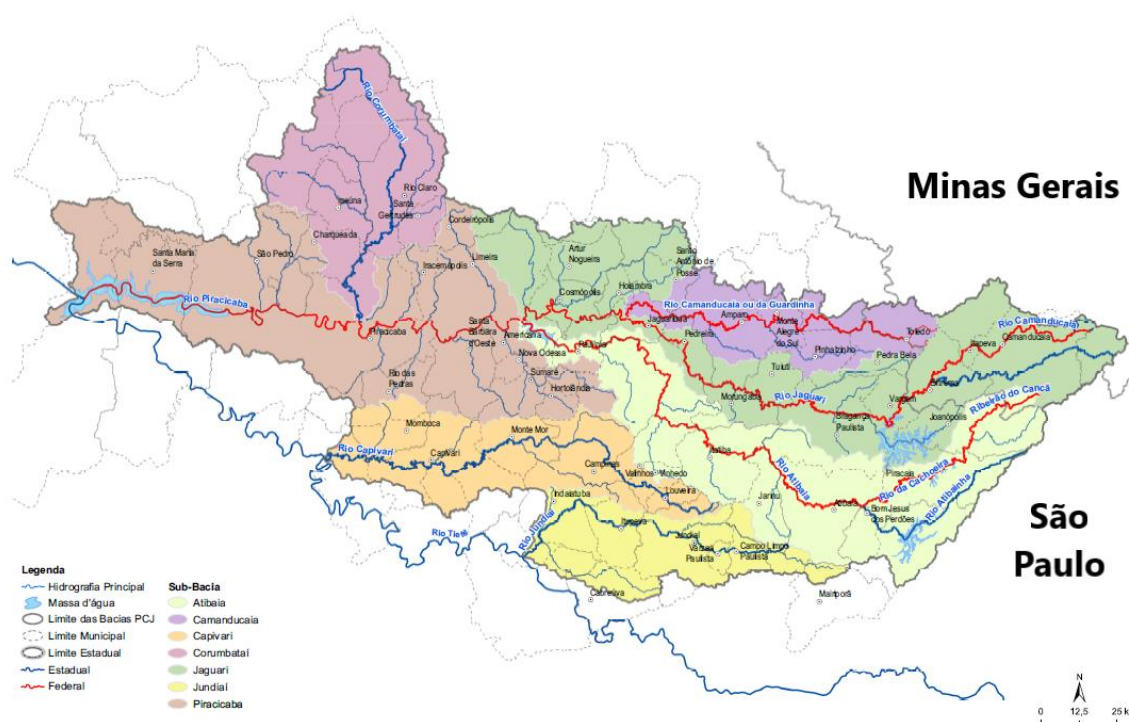 Minas Gerais
São
Paulo
Rio Corumbataí
Rio Claro
Ipeúna
Santa
Gertrudes
Charqueada
Cordeirópolis
Santa Maria
da Serra
São Pedro
Iracemápolis
Limeira
Artur
Nogueira
Santo
Antônio de
Posse
Cosmópolis
Holambra
Rio Piracicaba
Rio Camanducaia ou da Guardinha
Rio Camanducaia
Piracicaba
Santa
Bárbara
d'Oeste
Americana
Jaguariúna
Amparo
Monte
Alegre
do Sul
Toledo
Itapeva
Camanducaia
Nova Odessa
Paulínia
Pedreira
Pinhalzinho
Pedra Bela
Rio das
Pedras
Sumaré
Hortolândia
Tuiuti
Extrema
Morungaba
Rio Jaguari
Vargem
Ribeirão do Cancã
Mombuca
Monte Mor
Bragança
Paulista
Joanópolis
Rio Capivari
Capivari
Campinas
Valinhos
Vinhedo
Itatiba
Rio Atibaia
Piracaia
Rio da Cachoeira
Rio Atibainha
Louveira
Indaiatuba
Jarinu
Atibaia
Bom Jesus
dos Perdões
Rio Tietê
Rio Jundiaí
Itupeva
Jundiaí
Várzea
Paulista
Campo Limpo
Paulista
Cabreúva
Mairiporã
Legenda
Hidrografia Principal
Massa d'água
Limite das Bacias PCJ
Limite Municipal
Limite Estadual
Estadual
Federal
Sub-Bacia
Atibaia
Camanducaia
Capivari
Corumbataí
Jaguari
Jundiaí
Piracicaba
N
0 12,5 25 k